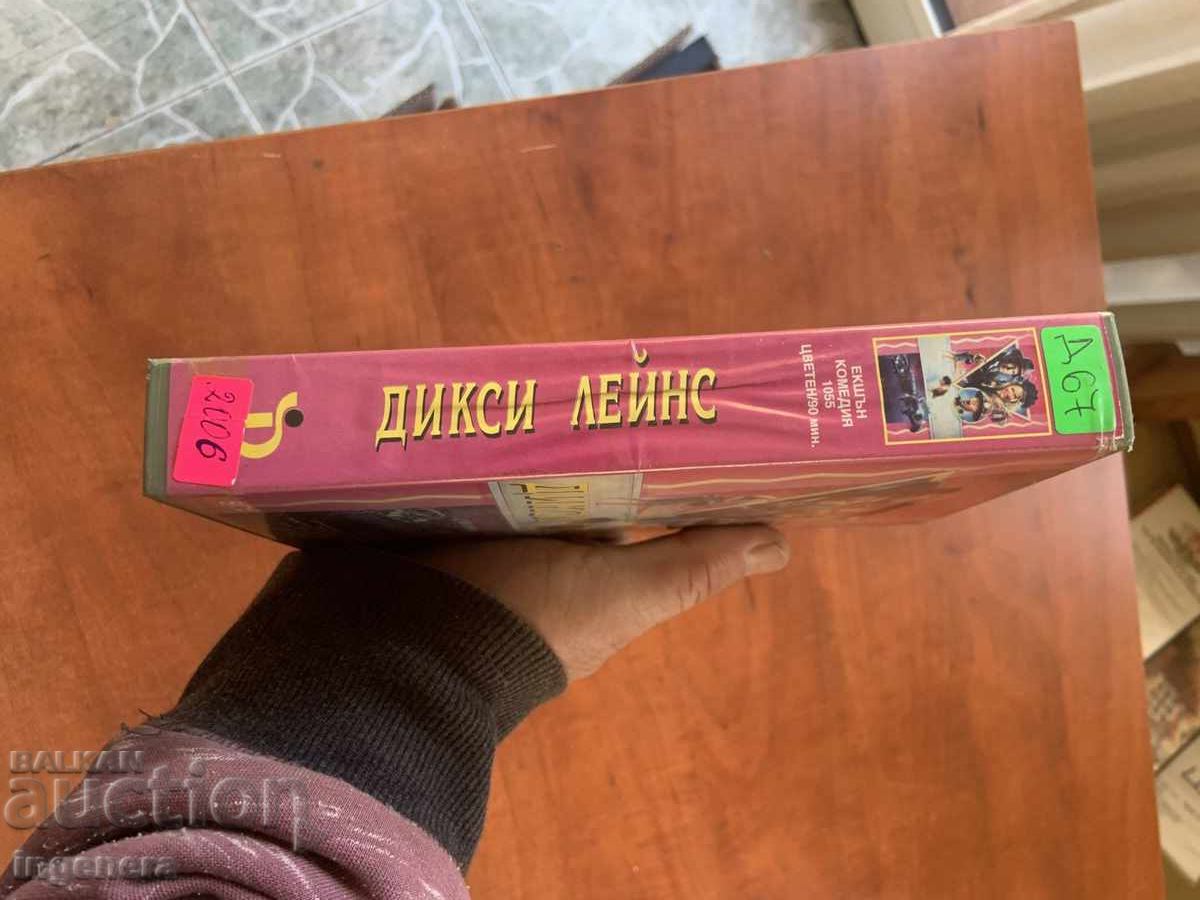 ДИКСИ ЛЕЙНС
ЕКШЪН
КОМЕДИЯ
1055
ЦВЕТЕН/90 МИН.
Д67
2006
BALKAN
auction
ingenera